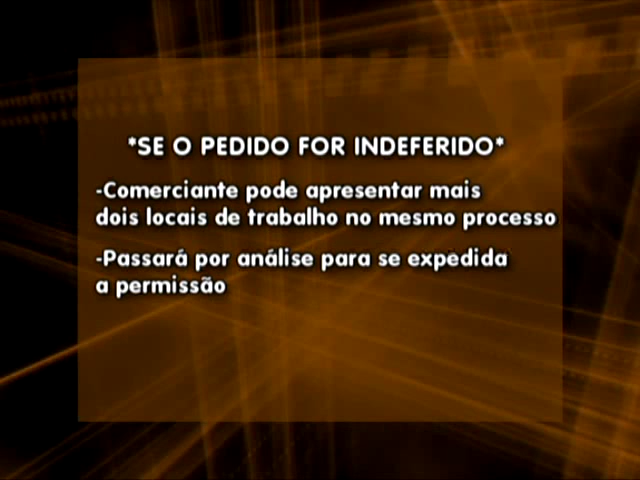 *SE O PEDIDO FOR INDEFERIDO*
-Comerciante pode apresentar mais
dois locais de trabalho no mesmo processo
-Passará por análise para se expedida
a permissão